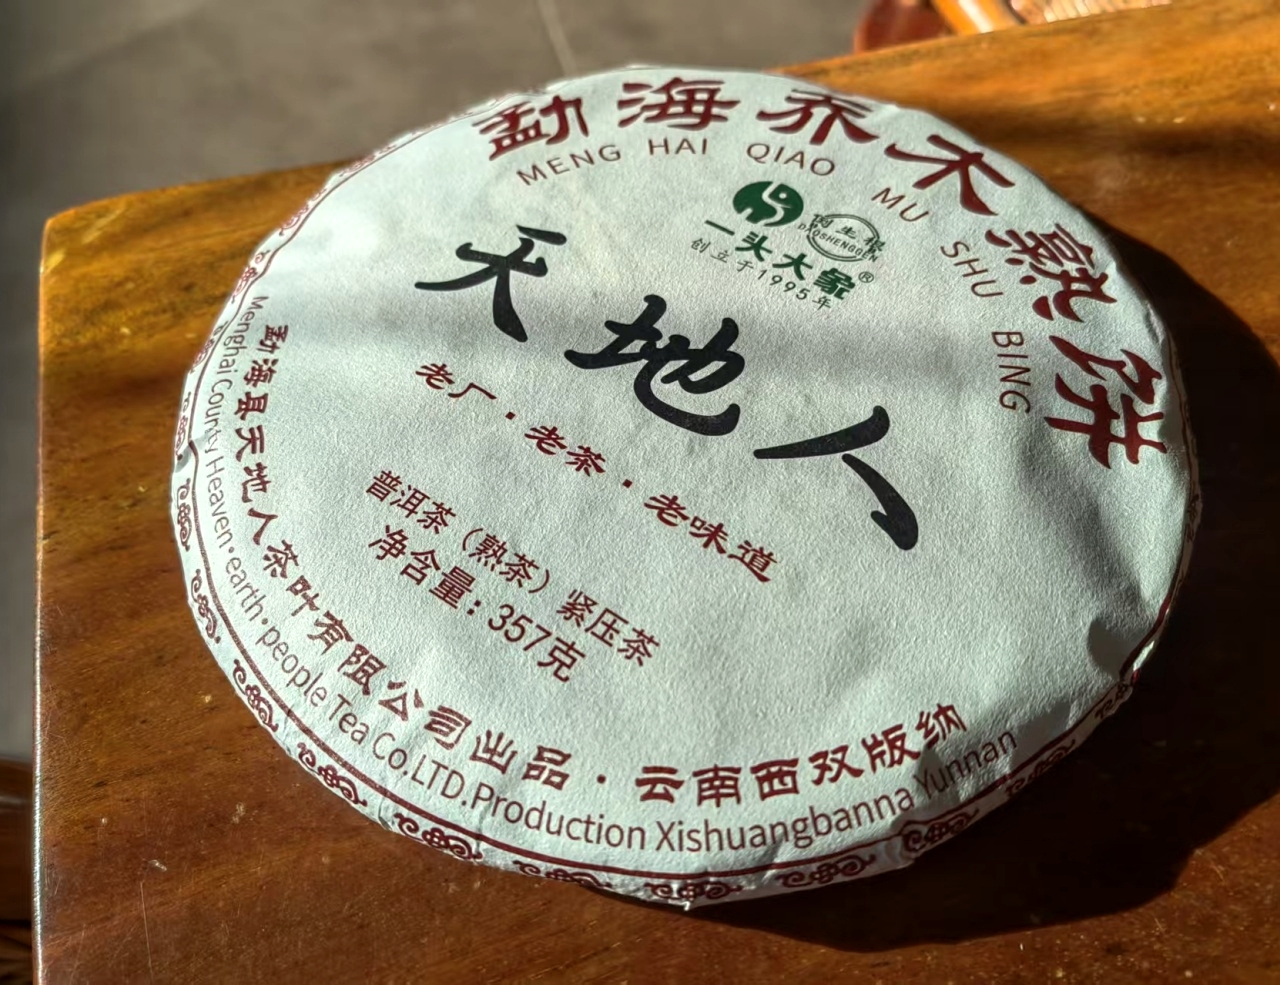 勐海乔木熟饼
MENG HAI QIAO MU SHU BING
DAOSHENGGEN
一头大象®
创立于1995年
天地人
老厂·老茶·老味道
普洱茶（熟茶）紧压茶
净含量：357克
勐海县天地人茶叶有限公司出品·云南西双版纳
Menghai County Heaven·earth·people Tea Co.LTD.Production Xishuangbanna Yunnan